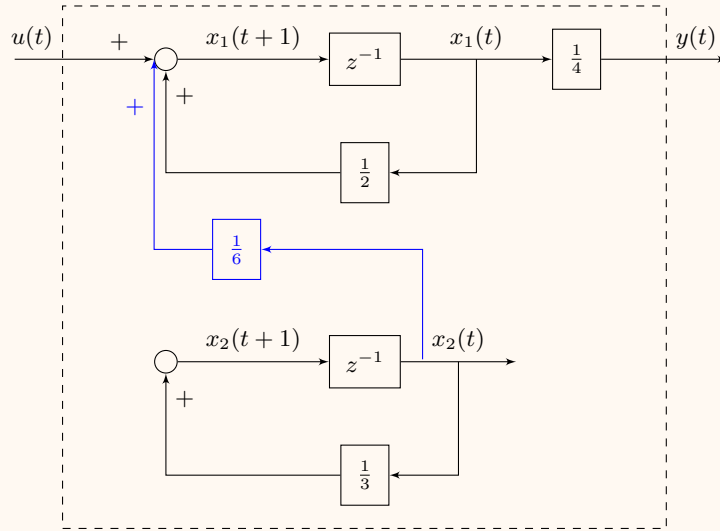 u(t) + x₁(t+1) z⁻¹ x₁(t) 1/4 y(t)
+ +
1/2
1/6
x₂(t+1) z⁻¹ x₂(t)
+
1/3